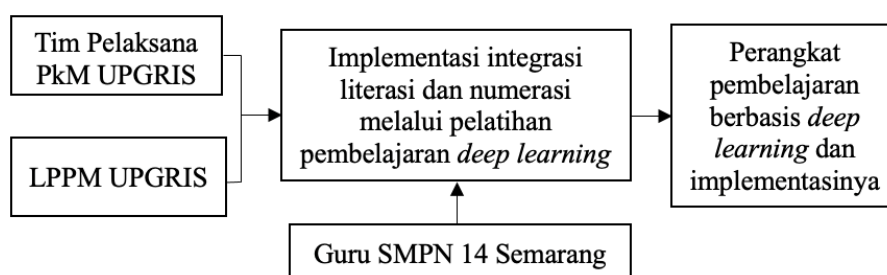 Tim Pelaksana
PkM UPGRIS
LPPM UPGRIS
Implementasi integrasi
literasi dan numerasi
melalui pelatihan
pembelajaran deep learning
Guru SMPN 14 Semarang
Perangkat
pembelajaran
berbasis deep
learning dan
implementasinya